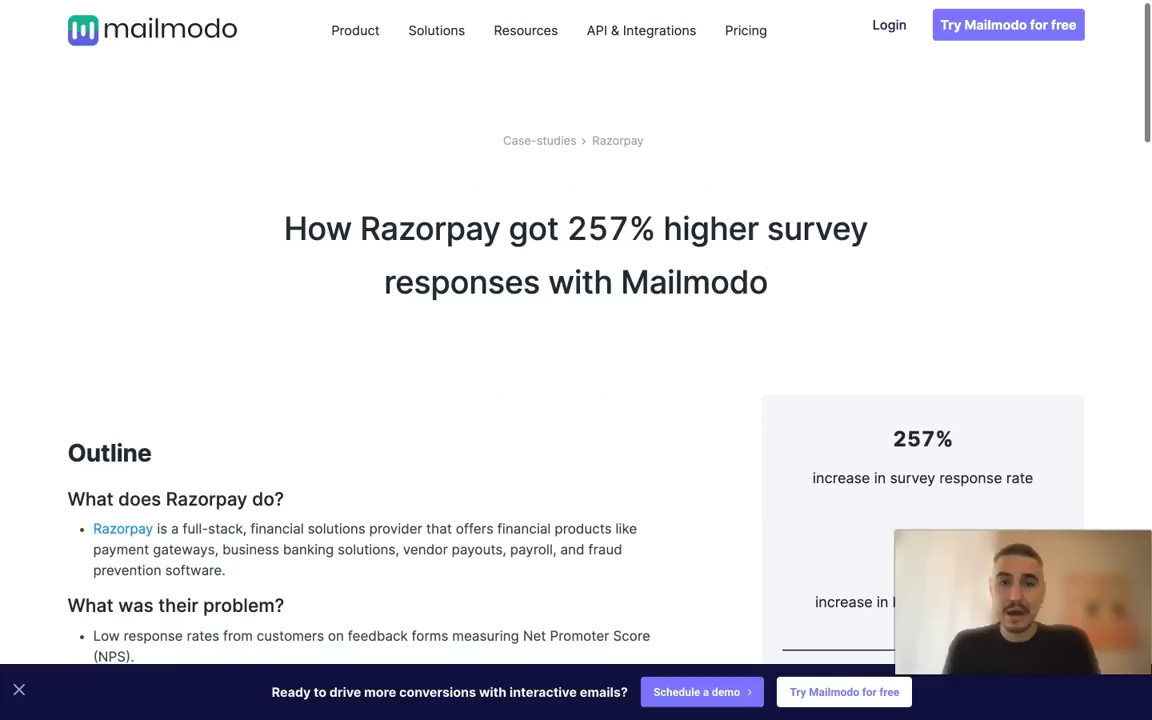 mailmodo
Product Solutions Resources API & Integrations Pricing Login Try Mailmodo for free
Case-studies › Razorpay
How Razorpay got 257% higher survey
responses with Mailmodo
Outline
What does Razorpay do?
• Razorpay is a full-stack, financial solutions provider that offers financial products like
payment gateways, business banking solutions, vendor payouts, payroll, and fraud
prevention software.
What was their problem?
• Low response rates from customers on feedback forms measuring Net Promoter Score
(NPS).
257%
increase in survey response rate
increase in
Ready to drive more conversions with interactive emails? Schedule a demo › Try Mailmodo for free